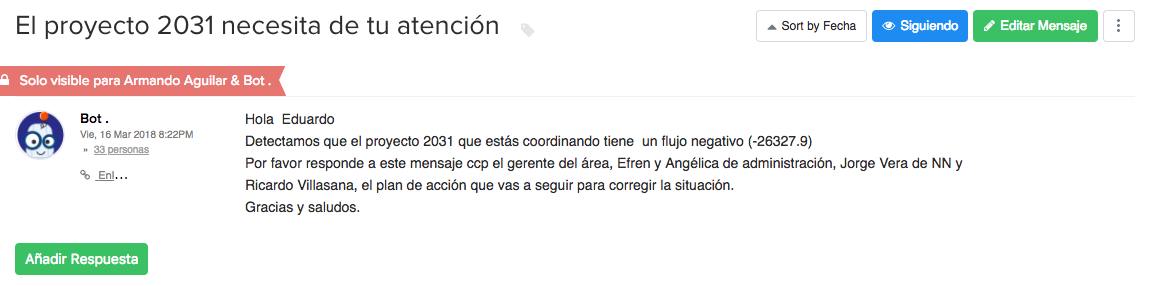 El proyecto 2031 necesita de tu atención
Sort by Fecha
Siguiendo
Editar Mensaje
Solo visible para Armando Aguilar & Bot .
Bot .
Vie, 16 Mar 2018 8:22PM
» 33 personas
Enl...
Hola Eduardo
Detectamos que el proyecto 2031 que estás coordinando tiene un flujo negativo (-26327.9)
Por favor responde a este mensaje ccp el gerente del área, Efren y Angélica de administración, Jorge Vera de NN y
Ricardo Villasana, el plan de acción que vas a seguir para corregir la situación.
Gracias y saludos.
Añadir Respuesta